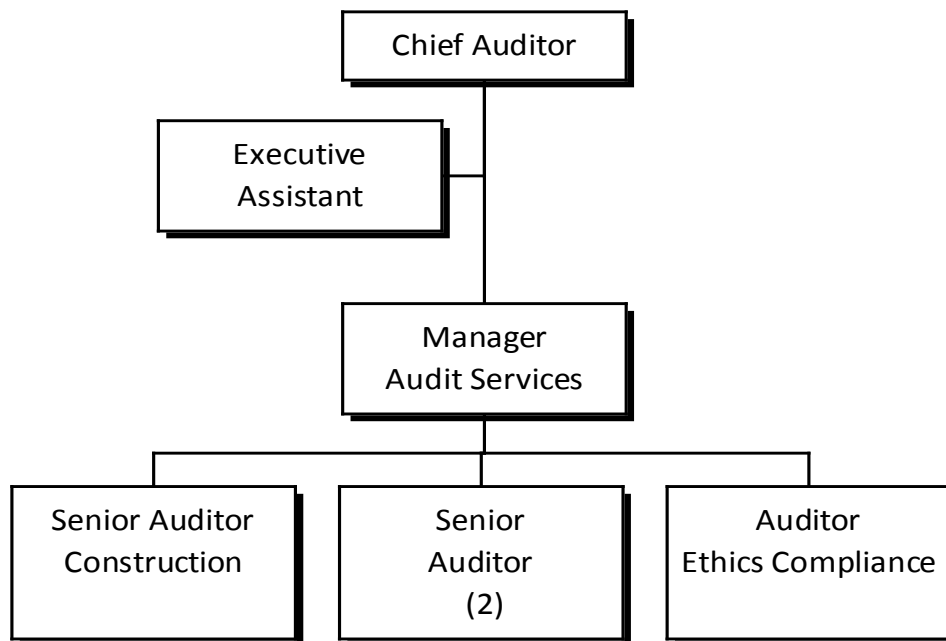 Chief Auditor
Executive
Assistant
Manager
Audit Services
Senior Auditor
Construction
Senior
Auditor
(2)
Auditor
Ethics Compliance